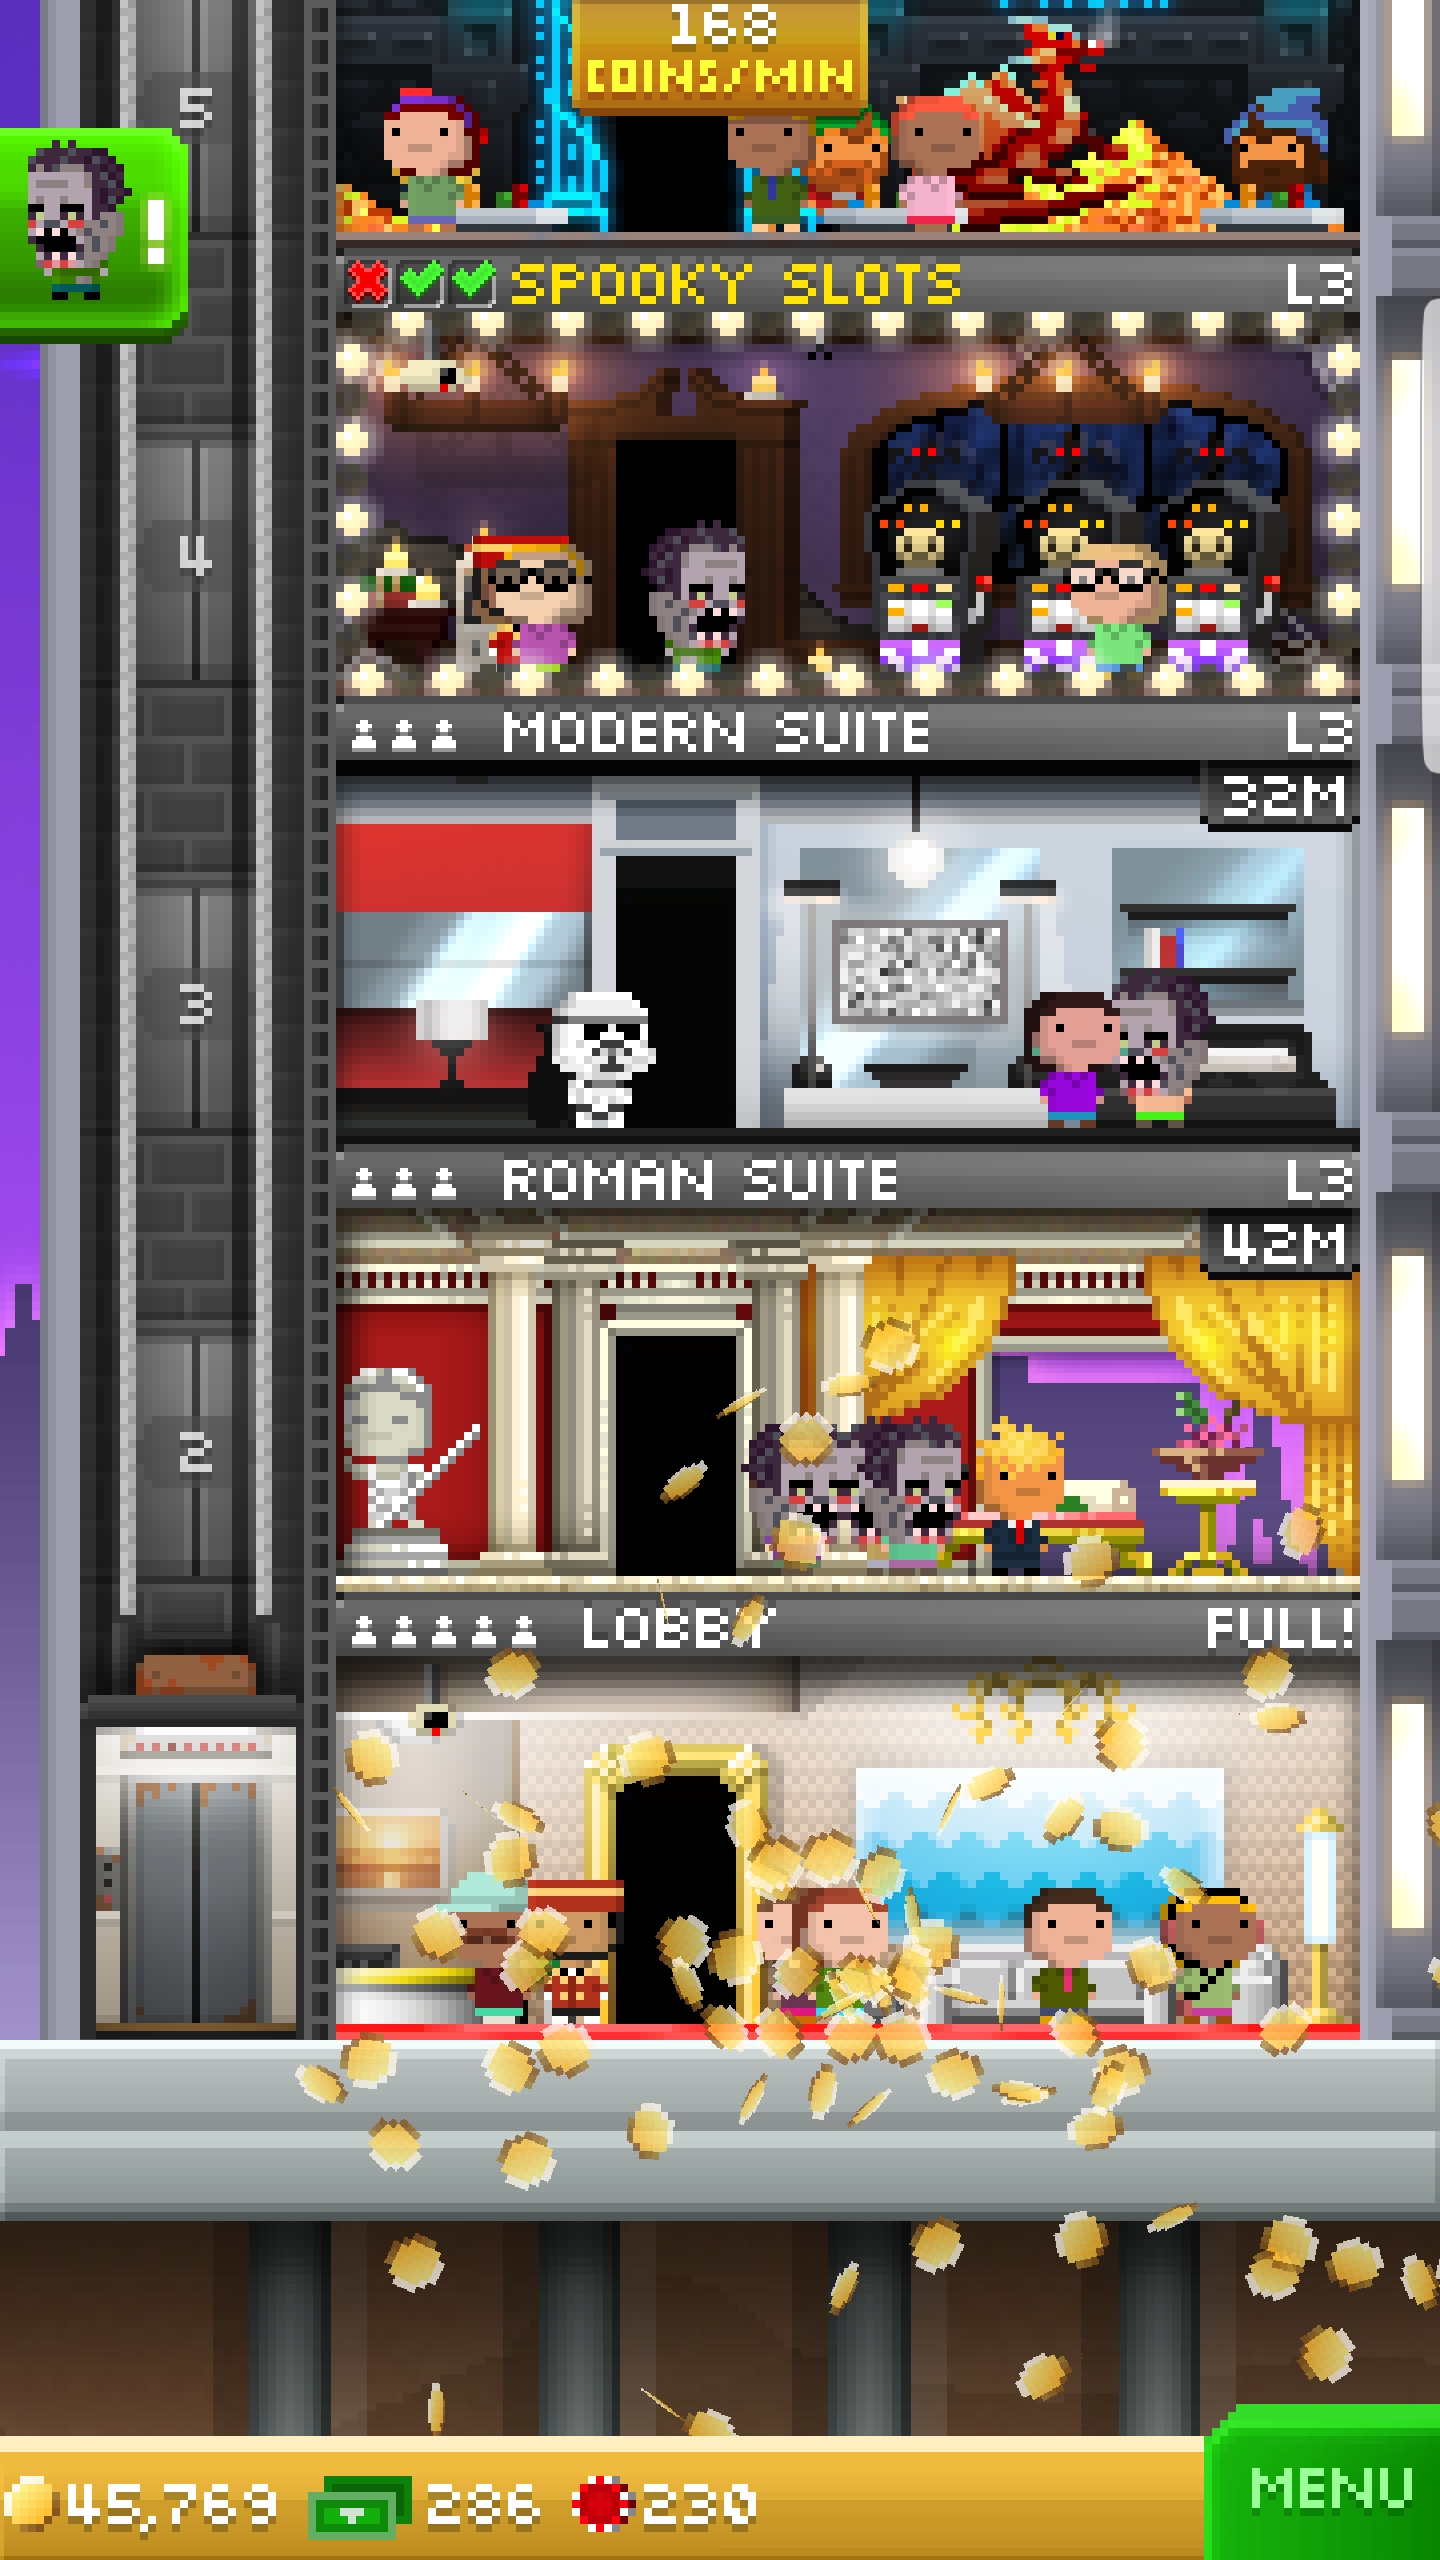 168
COINS/MIN
5
!
SPOOKY SLOTS L3
4
MODERN SUITE L3
32M
3
ROMAN SUITE L3
42M
2
LOBBY FULL!
45,769 286 230
MENU